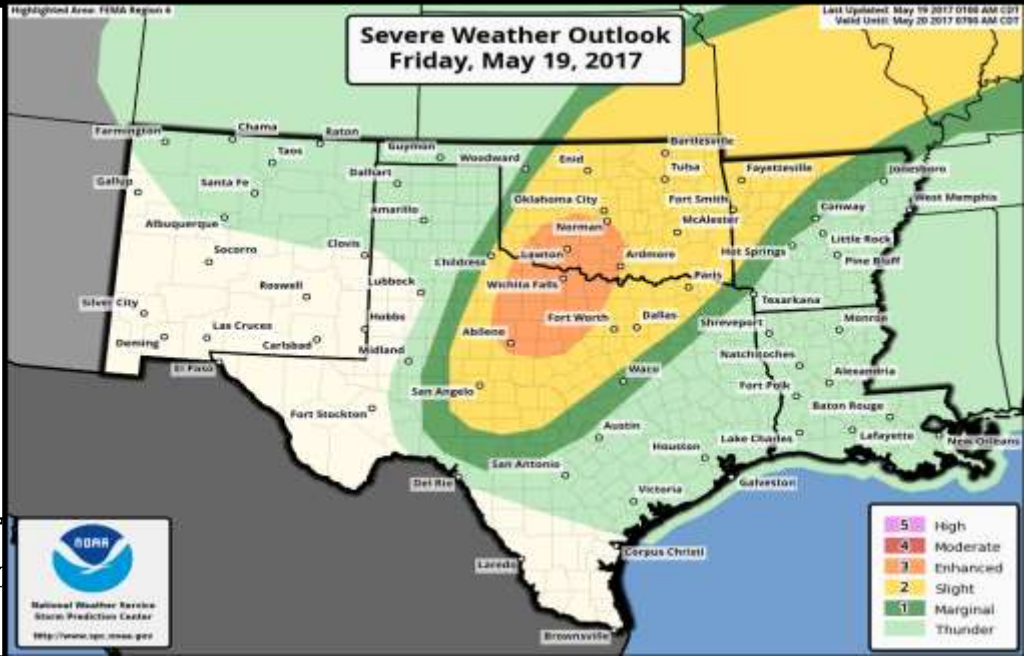 Highlighted Area: FEMA Region 6
Last Updated: May 19 2017 0100 AM CDT
Valid Until: May 20 2017 0700 AM CDT
Severe Weather Outlook
Friday, May 19, 2017
Farmington
Chama
Raton
Taos
Guymon
Woodward
Enid
Bartlesville
Tulsa
Fayetteville
Jonesboro
Gallup
Santa Fe
Dalhart
Oklahoma City
Fort Smith
West Memphis
Albuquerque
Amarillo
Norman
McAlester
Conway
Socorro
Clovis
Childress
Lawton
Ardmore
Hot Springs
Little Rock
Pine Bluff
Roswell
Lubbock
Wichita Falls
Paris
Texarkana
Silver City
Las Cruces
Hobbs
Abilene
Fort Worth
Dallas
Shreveport
Monroe
Deming
Carlsbad
Midland
Natchitoches
El Paso
San Angelo
Waco
Fort Polk
Alexandria
Fort Stockton
Austin
Baton Rouge
Houston
Lake Charles
Lafayette
New Orleans
Del Rio
San Antonio
Galveston
Victoria
Corpus Christi
Laredo
Brownsville
NOAA
National Weather Service
Storm Prediction Center
http://www.spc.noaa.gov
5 High
4 Moderate
3 Enhanced
2 Slight
1 Marginal
Thunder